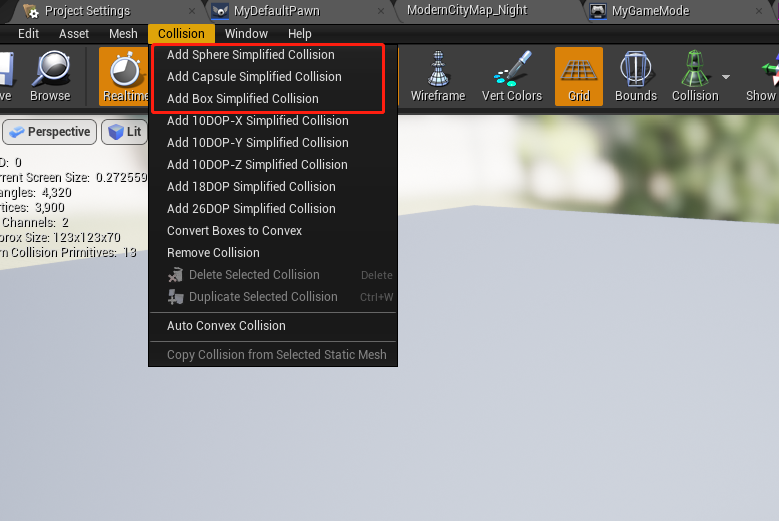 Project Settings
MyDefaultPawn
ModernCityMap_Night
MyGameMode
Edit Asset Mesh Collision Window Help
ve Browse Realtime Wireframe Vert Colors Grid Bounds Collision Show
Add Sphere Simplified Collision
Add Capsule Simplified Collision
Add Box Simplified Collision
Add 10DOP-X Simplified Collision
Add 10DOP-Y Simplified Collision
Add 10DOP-Z Simplified Collision
Add 18DOP Simplified Collision
Add 26DOP Simplified Collision
Convert Boxes to Convex
Remove Collision
Delete Selected Collision Delete
Duplicate Selected Collision Ctrl+W
Auto Convex Collision
Copy Collision from Selected Static Mesh
Perspective Lit
D: 0
rrent Screen Size: 0.272559
angles: 4,320
tices: 3,900
Channels: 2
prox Size: 123x123x70
m Collision Primitives: 13